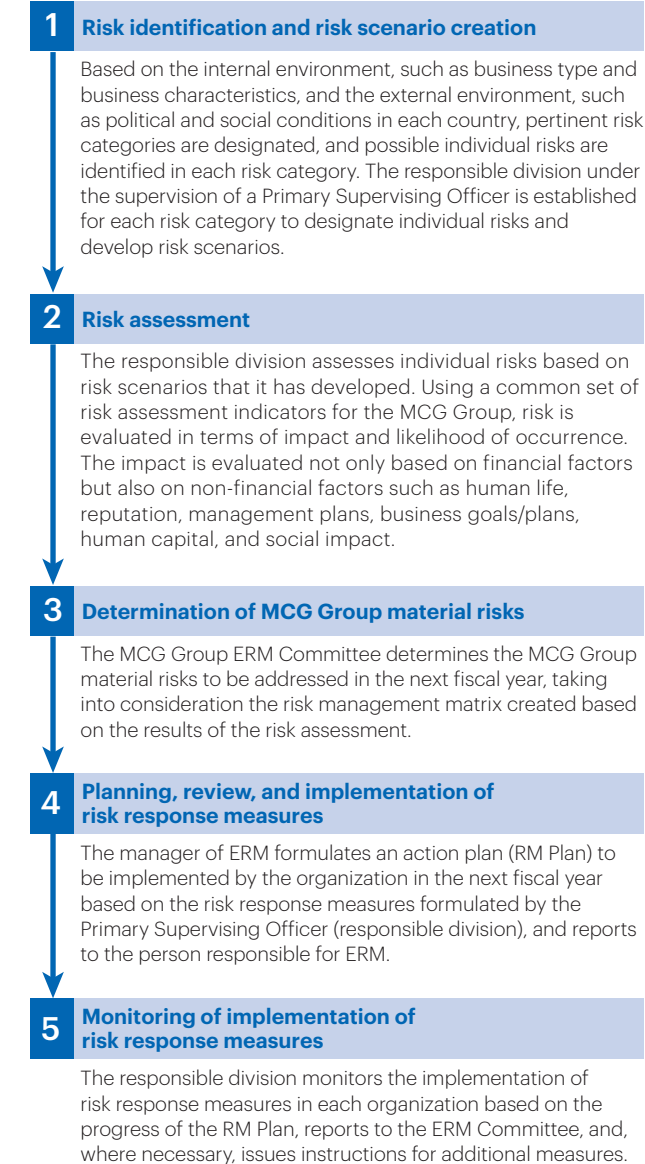 1 Risk identification and risk scenario creation
Based on the internal environment, such as business type and
business characteristics, and the external environment, such
as political and social conditions in each country, pertinent risk
categories are designated, and possible individual risks are
identified in each risk category. The responsible division under
the supervision of a Primary Supervising Officer is established
for each risk category to designate individual risks and
develop risk scenarios.
2 Risk assessment
The responsible division assesses individual risks based on
risk scenarios that it has developed. Using a common set of
risk assessment indicators for the MCG Group, risk is
evaluated in terms of impact and likelihood of occurrence.
The impact is evaluated not only based on financial factors
but also on non-financial factors such as human life,
reputation, management plans, business goals/plans,
human capital, and social impact.
3 Determination of MCG Group material risks
The MCG Group ERM Committee determines the MCG Group
material risks to be addressed in the next fiscal year, taking
into consideration the risk management matrix created based
on the results of the risk assessment.
4 Planning, review, and implementation of
risk response measures
The manager of ERM formulates an action plan (RM Plan) to
be implemented by the organization in the next fiscal year
based on the risk response measures formulated by the
Primary Supervising Officer (responsible division), and reports
to the person responsible for ERM.
5 Monitoring of implementation of
risk response measures
The responsible division monitors the implementation of
risk response measures in each organization based on the
progress of the RM Plan, reports to the ERM Committee, and,
where necessary, issues instructions for additional measures.